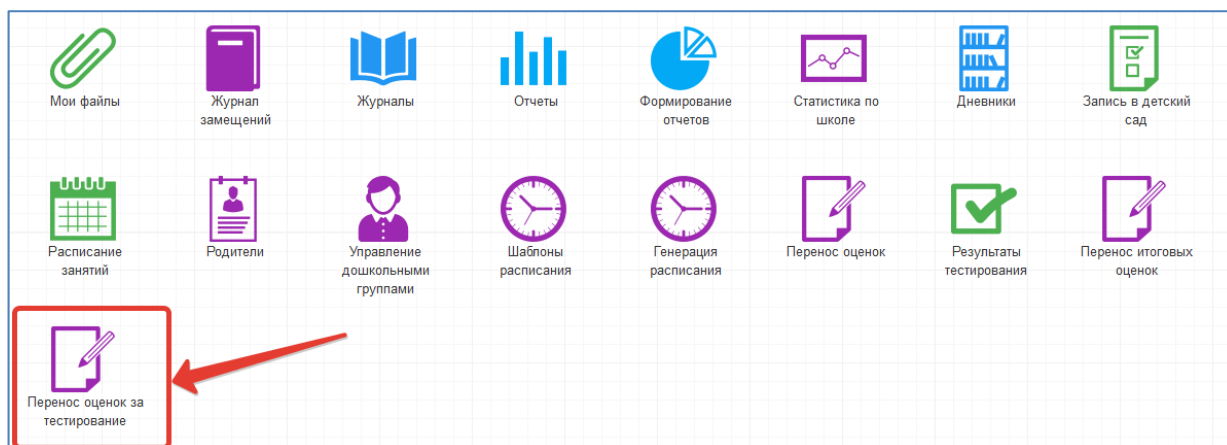 Мои файлы
Журнал
замещений
Журналы
Отчеты
Формирование
отчетов
Статистика по
школе
Дневники
Запись в детский
сад
Расписание
занятий
Родители
Управление
дошкольными
группами
Шаблоны
расписания
Генерация
расписания
Перенос оценок
Результаты
тестирования
Перенос итоговых
оценок
Перенос оценок за
тестирование